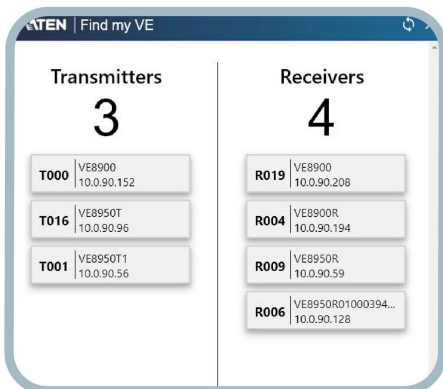 ATEN Find my VE
Transmitters
3
T000 VE8900
10.0.90.152
T016 VE8950T
10.0.90.96
T001 VE8950T1
10.0.90.56
Receivers
4
R019 VE8900
10.0.90.208
R004 VE8900R
10.0.90.194
R009 VE8950R
10.0.90.59
R006 VE8950R01000394...
10.0.90.128